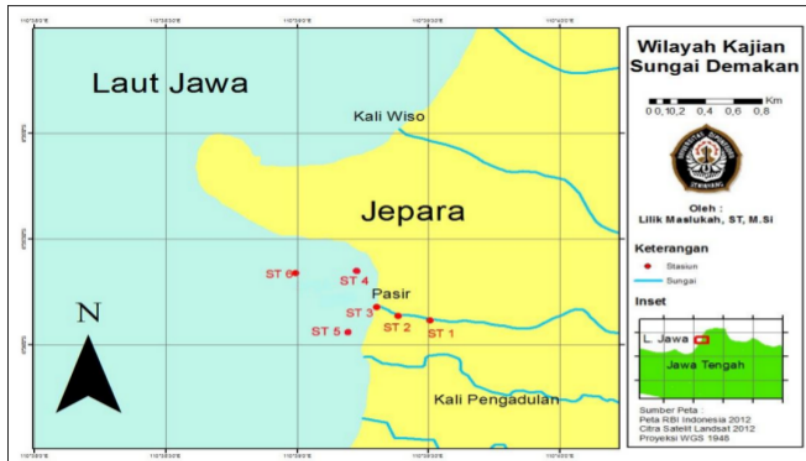 Laut Jawa
Kali Wiso
Jepara
ST 6
ST 4
Pasir
ST 3
ST 2
ST 1
ST 5
Kali Pengadulan
N
Wilayah Kajian
Sungai Demakan
Km
0 0,10,2 0,4 0,6 0,8
SEMARANG
Oleh :
Lilik Maslukah, ST, M.Si
Keterangan
Stasiun
Sungai
Inset
L. Jawa
Jawa Tengah
Sumber Peta :
Peta RBI Indonesia 2012
Citra Satelit Landsat 2012
Proyeksi WGS 1948